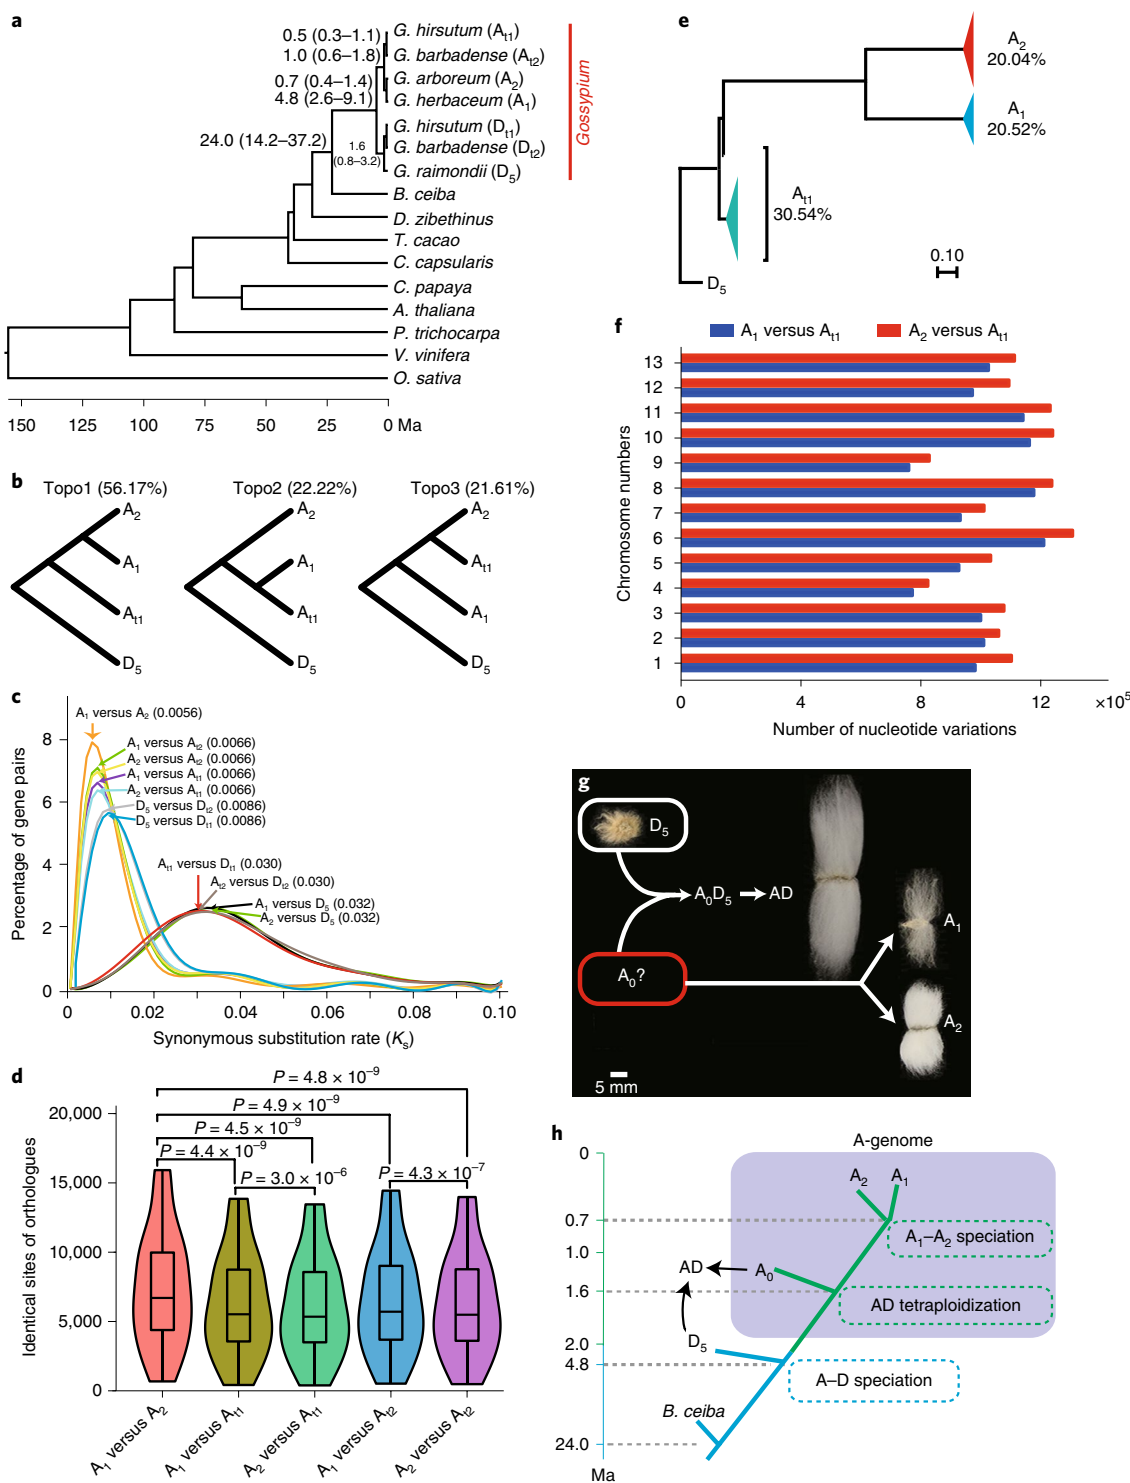 a
0.5 (0.3–1.1)
1.0 (0.6–1.8)
0.7 (0.4–1.4)
4.8 (2.6–9.1)
24.0 (14.2–37.2)
1.6
(0.8–3.2)
G. hirsutum (At1)
G. barbadense (At2)
G. arboreum (A2)
G. herbaceum (A1)
G. hirsutum (Dt1)
G. barbadense (Dt2)
G. raimondii (D5)
B. ceiba
D. zibethinus
T. cacao
C. capsularis
C. papaya
A. thaliana
P. trichocarpa
V. vinifera
O. sativa
Gossypium
150 125 100 75 50 25 0 Ma
b
Topo1 (56.17%)
A2
A1
At1
D5
Topo2 (22.22%)
A2
A1
At1
D5
Topo3 (21.61%)
A2
At1
A1
D5
c
Percentage of gene pairs
8
6
4
2
0
A1 versus A2 (0.0056)
A1 versus At2 (0.0066)
A2 versus At2 (0.0066)
A1 versus At1 (0.0066)
A2 versus At1 (0.0066)
D5 versus Dt2 (0.0086)
D5 versus Dt1 (0.0086)
At1 versus Dt1 (0.030)
At2 versus Dt2 (0.030)
A1 versus D5 (0.032)
A2 versus D5 (0.032)
0 0.02 0.04 0.06 0.08 0.10
Synonymous substitution rate (Ks)
d
Identical sites of orthologues
20,000
15,000
10,000
5,000
0
P = 4.8 × 10−9
P = 4.9 × 10−9
P = 4.5 × 10−9
P = 4.4 × 10−9
P = 3.0 × 10−6
P = 4.3 × 10−7
A1 versus A2
A1 versus At1
A2 versus At1
A1 versus At2
A2 versus At2
e
A2
20.04%
A1
20.52%
At1
30.54%
D5
0.10
f
A1 versus At1
A2 versus At1
Chromosome numbers
13
12
11
10
9
8
7
6
5
4
3
2
1
0 4 8 12 ×105
Number of nucleotide variations
g
D5
A0D5
AD
A0?
A1
A2
5 mm
h
A-genome
0
0.7
1.0
1.6
2.0
4.8
24.0
Ma
A2
A1
A1–A2 speciation
AD
A0
AD tetraploidization
D5
A–D speciation
B. ceiba